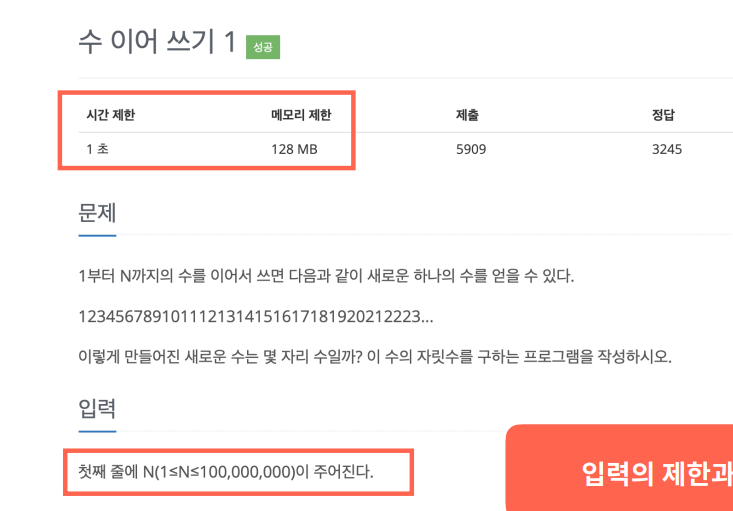 수 이어 쓰기 1 성공
시간 제한 메모리 제한 제출 정답
1 초 128 MB 5909 3245
문제
1부터 N까지의 수를 이어서 쓰면 다음과 같이 새로운 하나의 수를 얻을 수 있다.
1234567891011121314151617181920212223...
이렇게 만들어진 새로운 수는 몇 자리 수일까? 이 수의 자릿수를 구하는 프로그램을 작성하시오.
입력
첫째 줄에 N(1≤N≤100,000,000)이 주어진다.
입력의 제한과